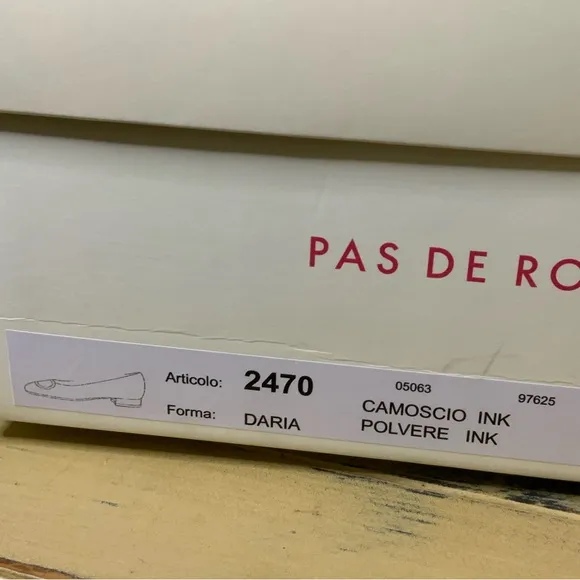 PAS DE RO
Articolo: 2470 05063 97625
Forma: DARIA CAMOSCIO INK
POLVERE INK